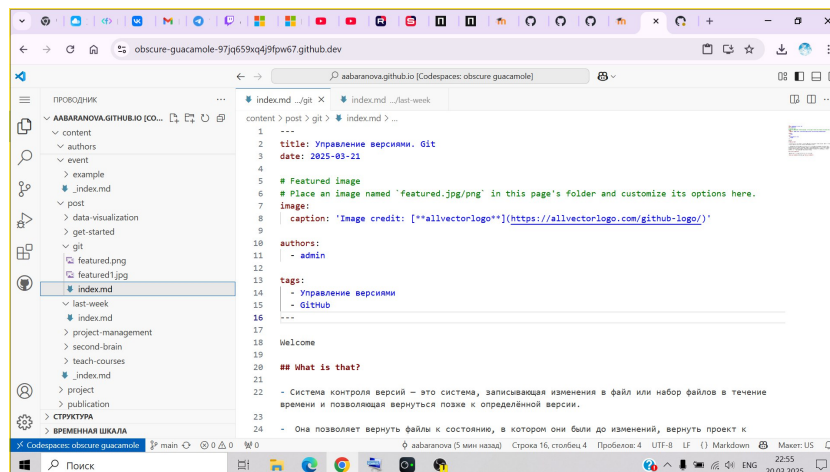 obscure-guacamole-97jq659xq4j9fpw67.github.dev
aabaranova.github.io [Codespaces: obscure guacamole]
ПРОВОДНИК
index.md .../git
index.md .../last-week
AABARANOVA.GITHUB.IO [CO...
content > post > git > index.md > ...
content
authors
event
example
_index.md
post
data-visualization
get-started
git
featured.png
featured1.jpg
index.md
last-week
index.md
project-management
second-brain
teach-courses
_index.md
project
publication
СТРУКТУРА
ВРЕМЕННАЯ ШКАЛА
1 ---
2 title: Управление версиями. Git
3 date: 2025-03-21
4
5 # Featured image
6 # Place an image named `featured.jpg/png` in this page's folder and customize its options here.
7 image:
8 caption: 'Image credit: [**allvectorlogo**](https://allvectorlogo.com/github-logo/)'
9
10 authors:
11 - admin
12
13 tags:
14 - Управление версиями
15 - GitHub
16 ---
17
18 Welcome
19
20 ## What is that?
21
22 - Система контроля версий — это система, записывающая изменения в файл или набор файлов в течение
времени и позволяющая вернуться позже к определённой версии.
23
24 - Она позволяет вернуть файлы к состоянию, в котором они были до изменений, вернуть проект к
Codespaces: obscure guacamole main 0 0 0 aabaranova (5 мин назад) Строка 16, столбец 4 Пробелов: 4 UTF-8 LF {} Markdown Макет: US
Поиск
ENG
22:55
20.03.2025